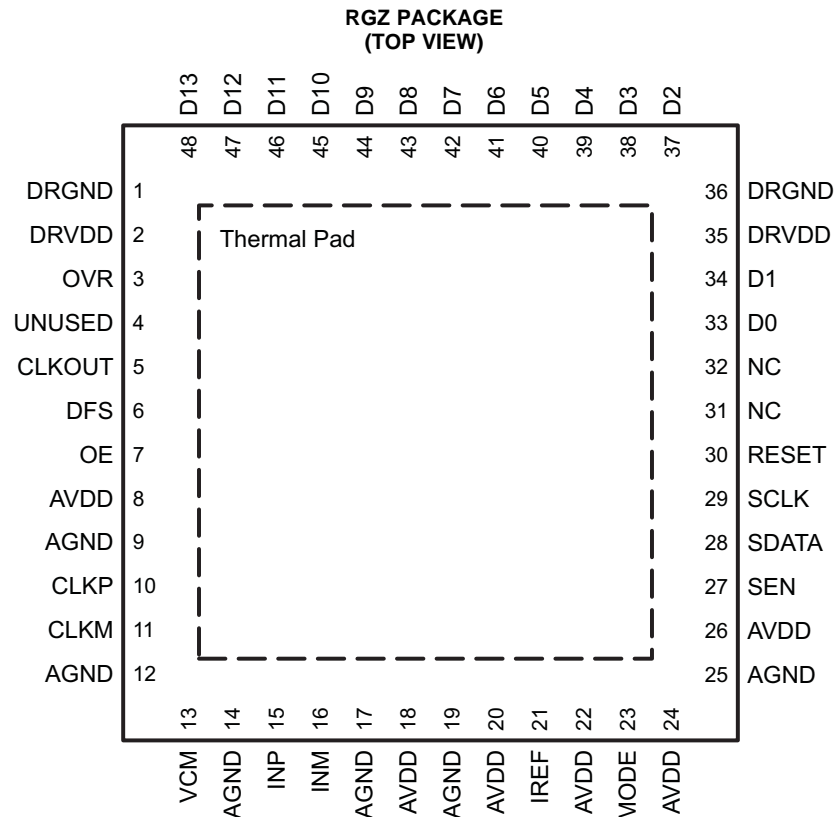 RGZ PACKAGE
(TOP VIEW)
D13 D12 D11 D10 D9 D8 D7 D6 D5 D4 D3 D2
48 47 46 45 44 43 42 41 40 39 38 37
DRGND 1
DRVDD 2
OVR 3
UNUSED 4
CLKOUT 5
DFS 6
OE 7
AVDD 8
AGND 9
CLKP 10
CLKM 11
AGND 12
Thermal Pad
36 DRGND
35 DRVDD
34 D1
33 D0
32 NC
31 NC
30 RESET
29 SCLK
28 SDATA
27 SEN
26 AVDD
25 AGND
13 14 15 16 17 18 19 20 21 22 23 24
VCM AGND INP INM AGND AVDD AGND AVDD IREF AVDD MODE AVDD